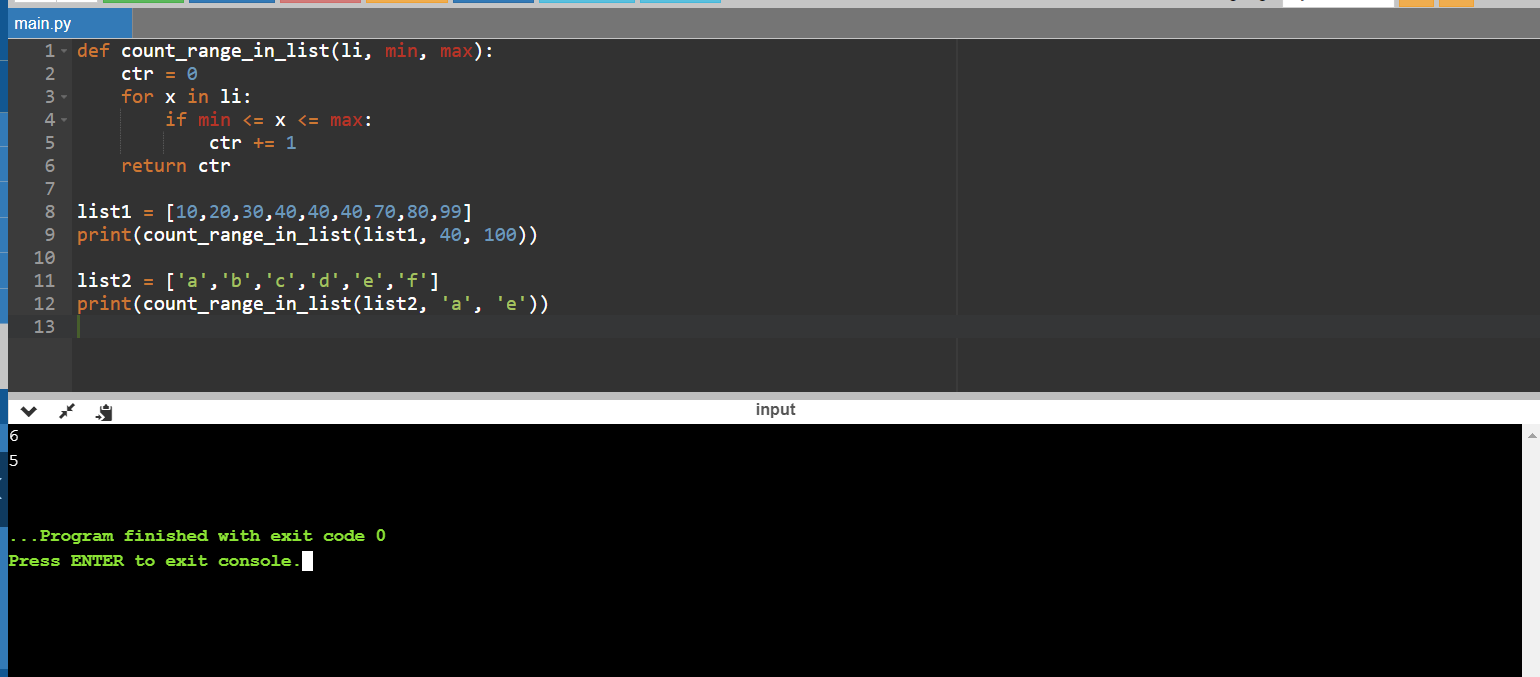 main.py
1 def count_range_in_list(li, min, max):
2     ctr = 0
3     for x in li:
4         if min <= x <= max:
5             ctr += 1
6     return ctr
7
8 list1 = [10,20,30,40,40,40,70,80,99]
9 print(count_range_in_list(list1, 40, 100))
10
11 list2 = ['a','b','c','d','e','f']
12 print(count_range_in_list(list2, 'a', 'e'))
13
input
6
5
...Program finished with exit code 0
Press ENTER to exit console.